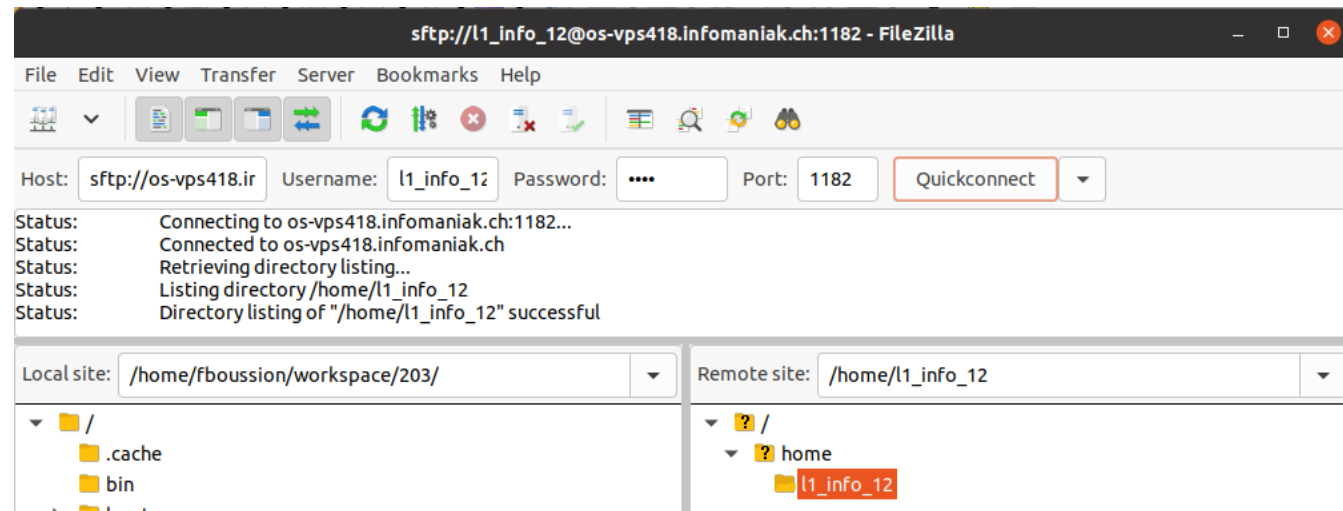 sftp://l1_info_12@os-vps418.infomaniak.ch:1182 - FileZilla
File Edit View Transfer Server Bookmarks Help
Host: sftp://os-vps418.ir Username: l1_info_12 Password: •••• Port: 1182 Quickconnect
Status: Connecting to os-vps418.infomaniak.ch:1182...
Status: Connected to os-vps418.infomaniak.ch
Status: Retrieving directory listing...
Status: Listing directory /home/l1_info_12
Status: Directory listing of "/home/l1_info_12" successful
Local site: /home/fboussion/workspace/203/ Remote site: /home/l1_info_12
/ ? /
.cache ? home
bin l1_info_12